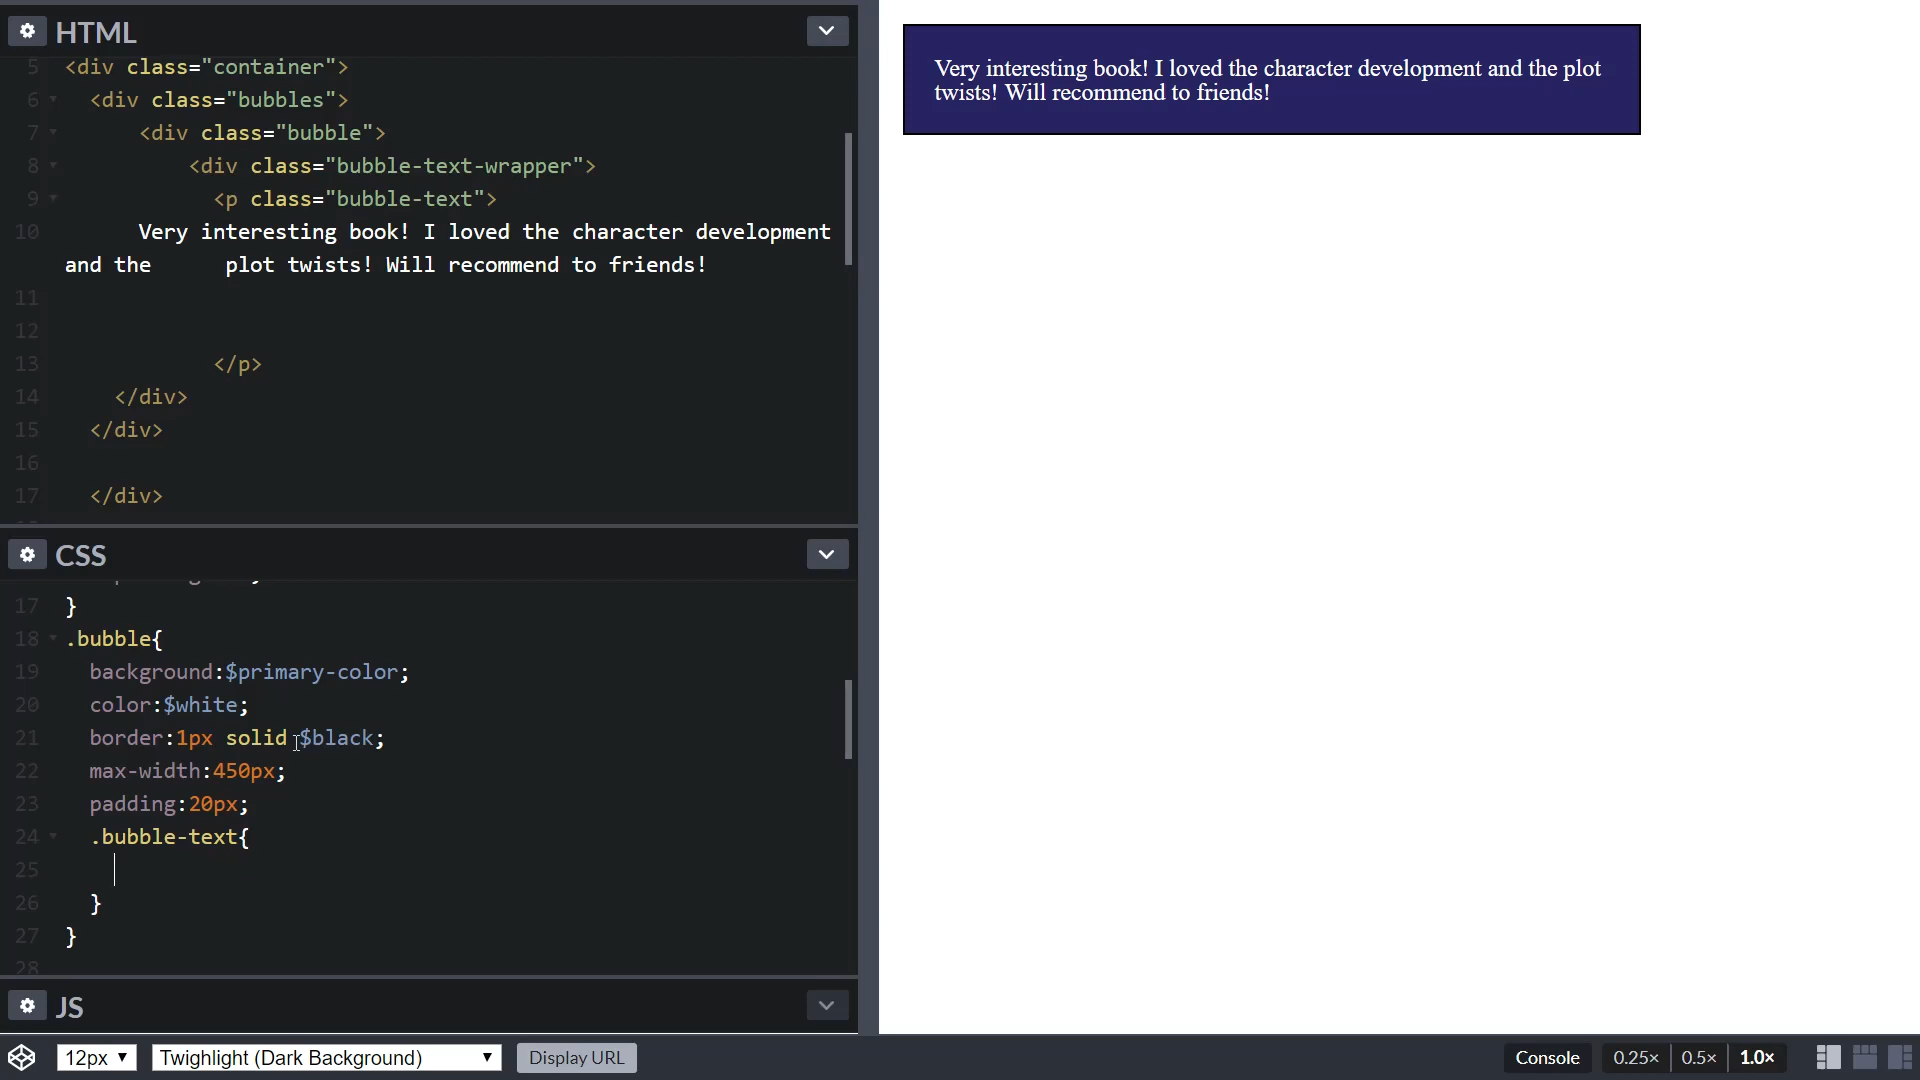 HTML
5 <div class="container">
6 <div class="bubbles">
7 <div class="bubble">
8 <div class="bubble-text-wrapper">
9 <p class="bubble-text">
10 Very interesting book! I loved the character development
and the plot twists! Will recommend to friends!
11
12
13 </p>
14 </div>
15 </div>
16
17 </div>
CSS
17 }
18 .bubble{
19 background:$primary-color;
20 color:$white;
21 border:1px solid $black;
22 max-width:450px;
23 padding:20px;
24 .bubble-text{
25
26 }
27 }
28
JS
12px
Twighlight (Dark Background)
Display URL
Very interesting book! I loved the character development and the plot
twists! Will recommend to friends!
Console 0.25× 0.5× 1.0×